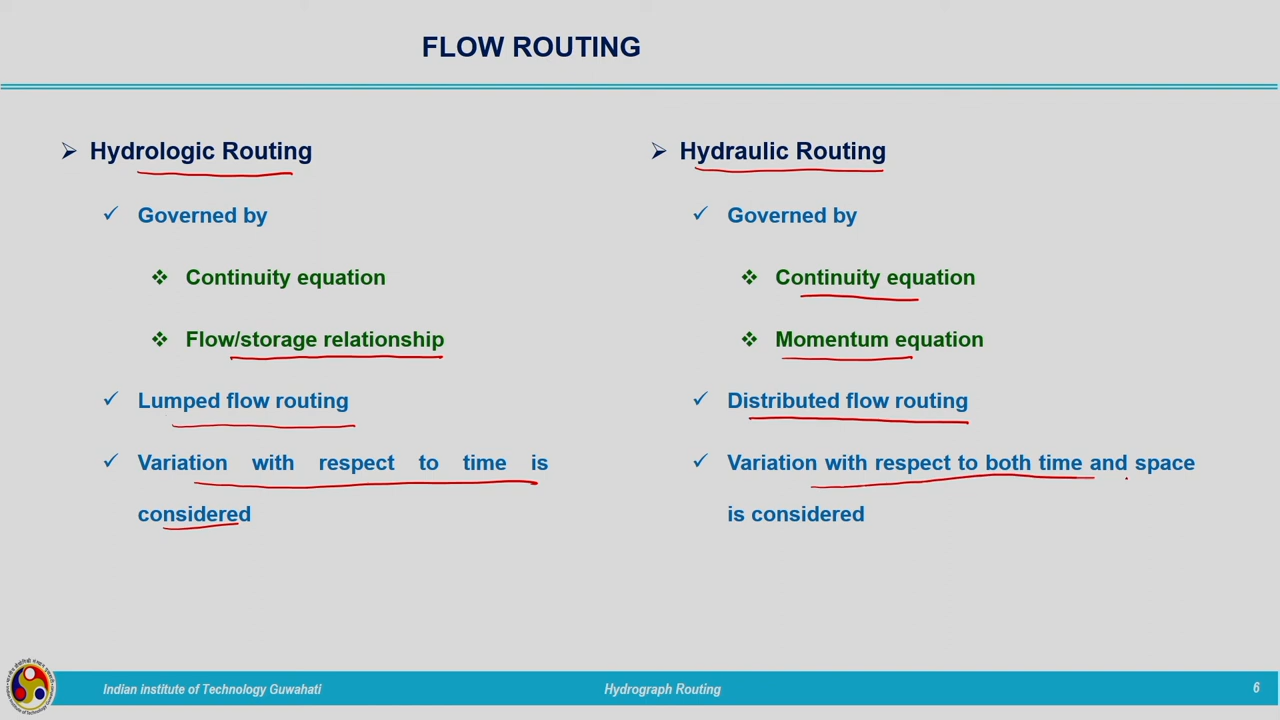 FLOW ROUTING
Hydrologic Routing
Governed by
Continuity equation
Flow/storage relationship
Lumped flow routing
Variation with respect to time is
considered
Hydraulic Routing
Governed by
Continuity equation
Momentum equation
Distributed flow routing
Variation with respect to both time and space
is considered
Indian institute of Technology Guwahati
Hydrograph Routing
6